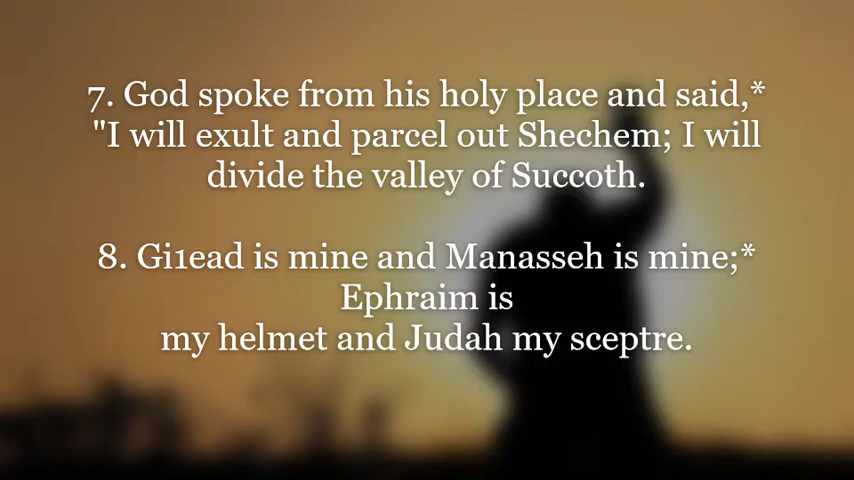 7. God spoke from his holy place and said,*
"I will exult and parcel out Shechem; I will
divide the valley of Succoth.
8. Gi1ead is mine and Manasseh is mine;*
Ephraim is
my helmet and Judah my sceptre.